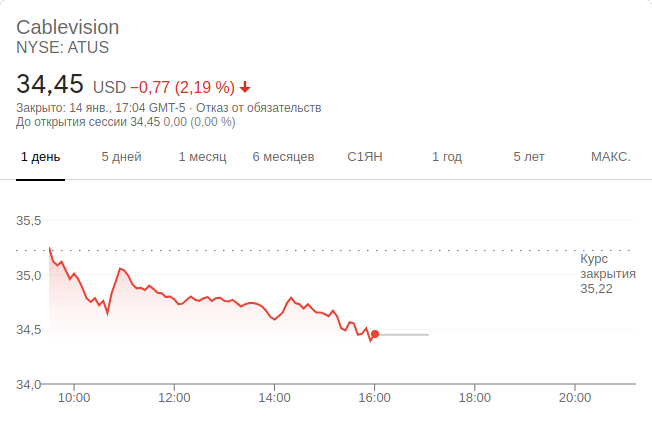 Cablevision
NYSE: ATUS
34,45 USD −0,77 (2,19 %)
Закрыто: 14 янв., 17:04 GMT-5 · Отказ от обязательств
До открытия сессии 34,45 0,00 (0,00 %)
1 день 5 дней 1 месяц 6 месяцев С1ЯН 1 год 5 лет МАКС.
35,5
Курс
закрытия
35,22
35,0
34,5
34,0
10:00 12:00 14:00 16:00 18:00 20:00